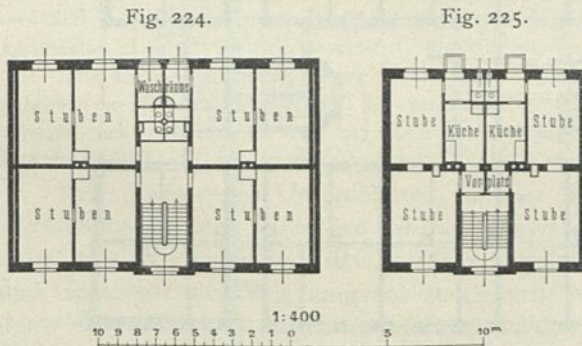 Fig. 224.
Fig. 225.
Waschräume
Stuben
Stuben
Stube
Küche
Küche
Stube
Vorplatz
Stuben
Stuben
Stube
Stube
1:400
10 9 8 7 6 5 4 3 2 1 0 5 10 m